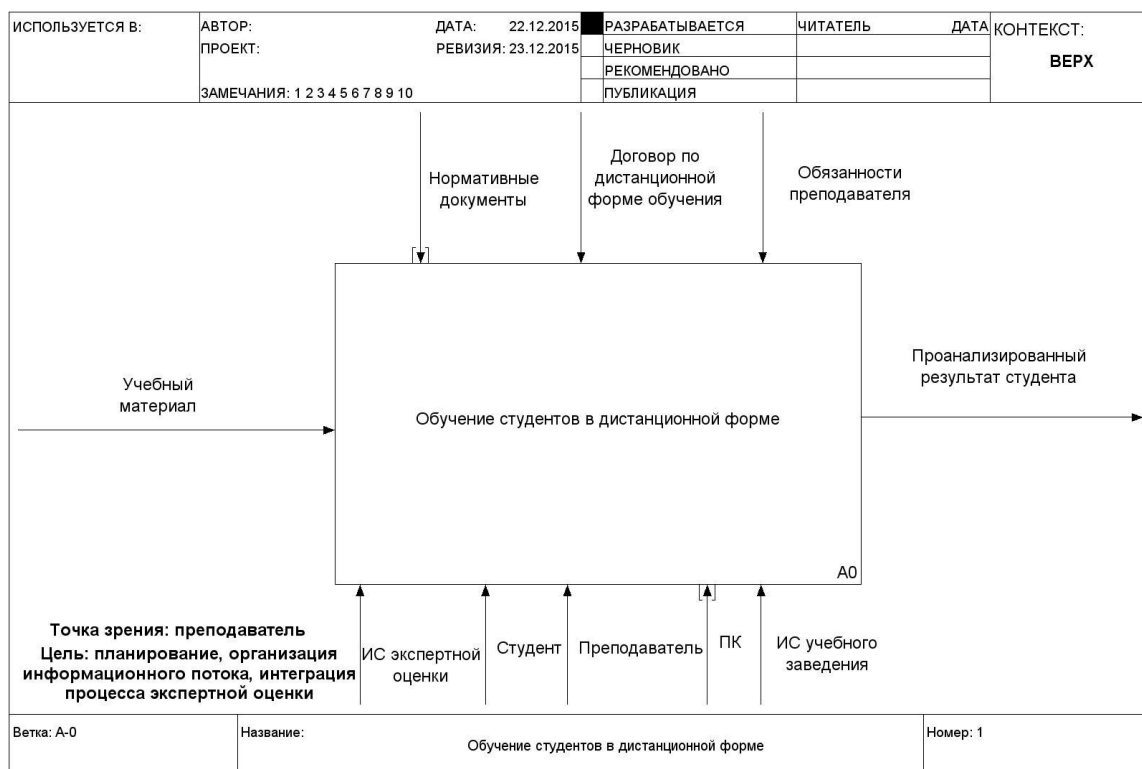 ИСПОЛЬЗУЕТСЯ В:
АВТОР:
ДАТА: 22.12.2015
РАЗРАБАТЫВАЕТСЯ
ЧИТАТЕЛЬ
ДАТА
КОНТЕКСТ:
ПРОЕКТ:
РЕВИЗИЯ: 23.12.2015
ЧЕРНОВИК
ВЕРХ
РЕКОМЕНДОВАНО
ЗАМЕЧАНИЯ: 1 2 3 4 5 6 7 8 9 10
ПУБЛИКАЦИЯ
Нормативные
документы
Договор по
дистанционной
форме обучения
Обязанности
преподавателя
Учебный
материал
Обучение студентов в дистанционной форме
Проанализированный
результат студента
A0
Точка зрения: преподаватель
Цель: планирование, организация
информационного потока, интеграция
процесса экспертной оценки
ИС экспертной
оценки
Студент
Преподаватель
ПК
ИС учебного
заведения
Ветка: A-0
Название:
Обучение студентов в дистанционной форме
Номер: 1